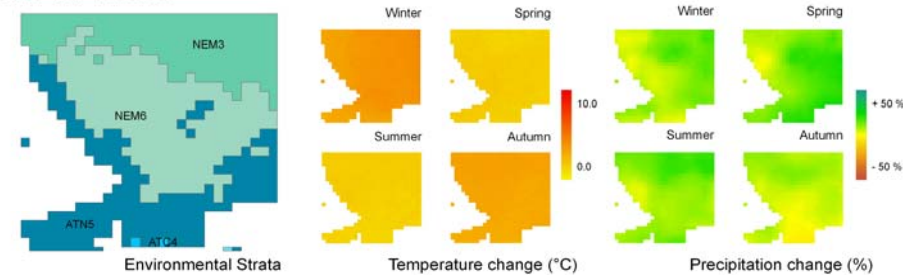 NEM3
NEM6
ATN5
ATC4
Environmental Strata
Winter
Spring
Summer
Autumn
10.0
0.0
Temperature change (°C)
Winter
Spring
Summer
Autumn
+ 50 %
- 50 %
Precipitation change (%)